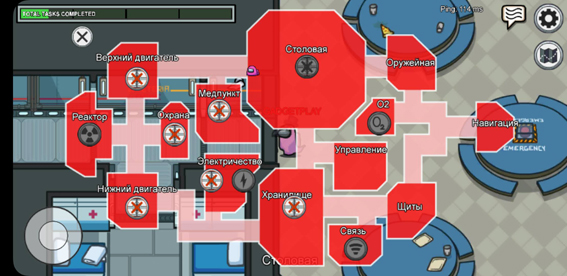 TOTAL TASKS COMPLETED
Ping: 114 ms
Верхний двигатель
Столовая
Оружейная
Медпункт
Реактор
Охрана
O2
Навигация
EMERGENCY
Управление
Электричество
Нижний двигатель
Хранилище
Щиты
Связь
Столовая